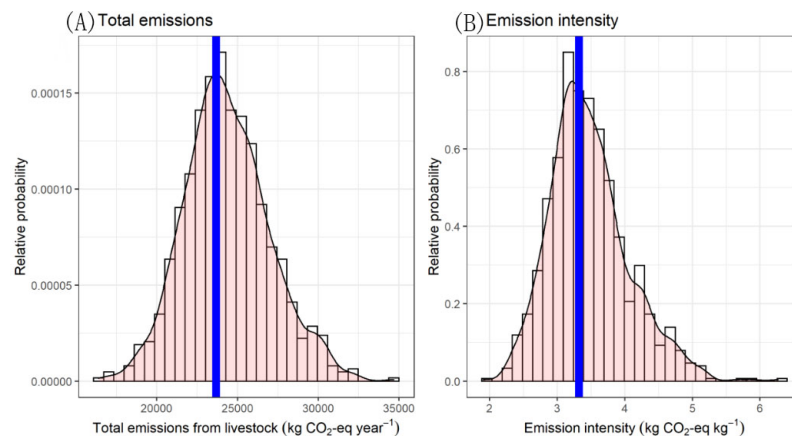 (A) Total emissions
Relative probability
0.00015
0.00010
0.00005
0.00000
20000 25000 30000 35000
Total emissions from livestock (kg CO₂-eq year⁻¹)
(B) Emission intensity
Relative probability
0.8
0.6
0.4
0.2
0.0
2 3 4 5 6
Emission intensity (kg CO₂-eq kg⁻¹)